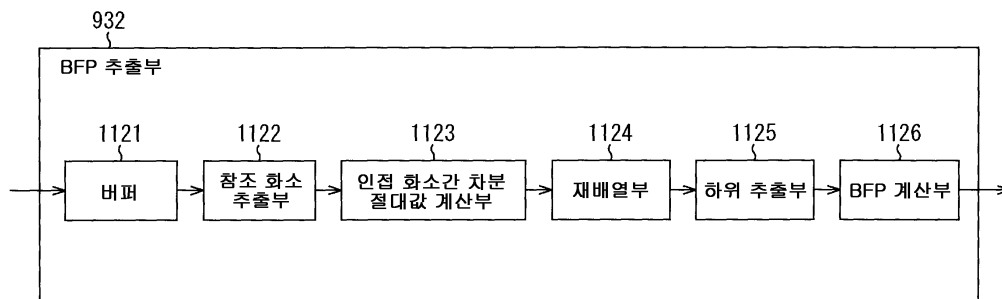 932
BFP 추출부
1121
1122
1123
1124
1125
1126
버퍼
참조 화소
추출부
인접 화소간 차분
절대값 계산부
재배열부
하위 추출부
BFP 계산부